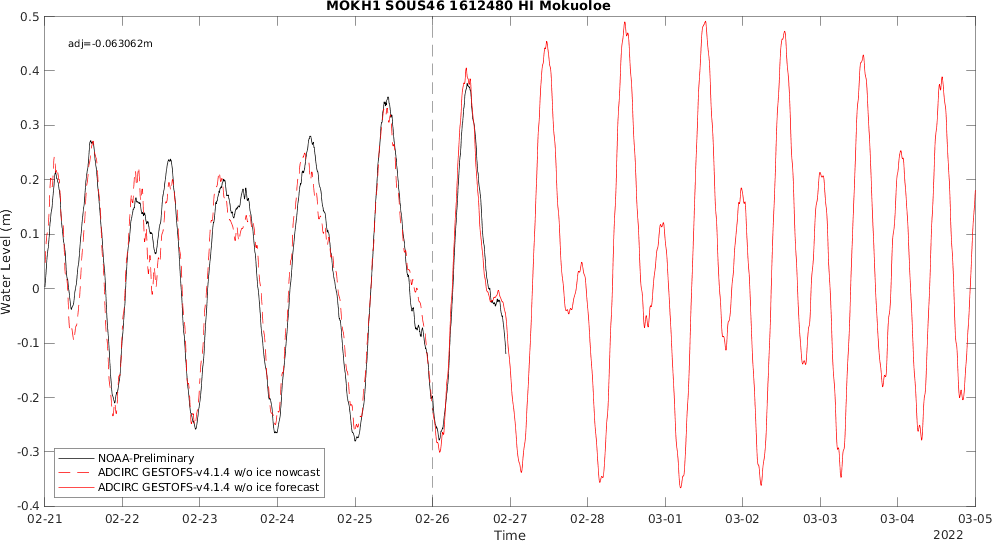 MOKH1 SOUS46 1612480 HI Mokuoloe
adj=-0.063062m
0.5
0.4
0.3
0.2
0.1
0
-0.1
-0.2
-0.3
-0.4
Water Level (m)
NOAA-Preliminary
ADCIRC GESTOFS-v4.1.4 w/o ice nowcast
ADCIRC GESTOFS-v4.1.4 w/o ice forecast
02-21 02-22 02-23 02-24 02-25 02-26 02-27 02-28 03-01 03-02 03-03 03-04 03-05
Time
2022